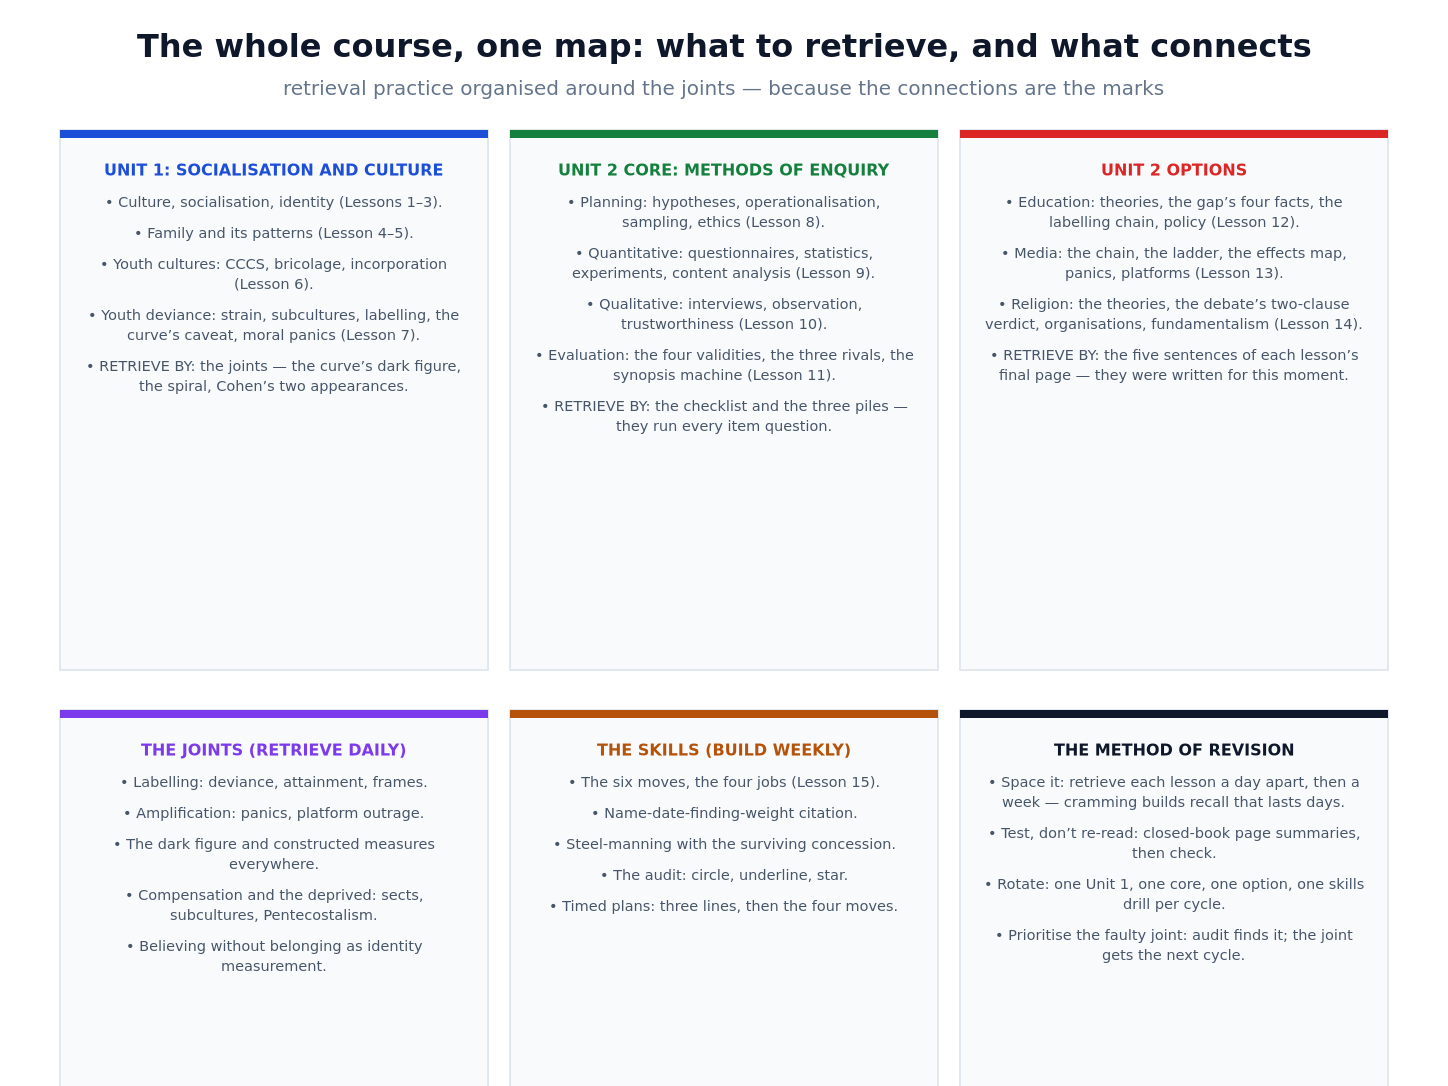 The whole course, one map: what to retrieve, and what connects
retrieval practice organised around the joints — because the connections are the marks
UNIT 1: SOCIALISATION AND CULTURE
• Culture, socialisation, identity (Lessons 1–3).
• Family and its patterns (Lesson 4–5).
• Youth cultures: CCCS, bricolage, incorporation
(Lesson 6).
• Youth deviance: strain, subcultures, labelling, the
curve’s caveat, moral panics (Lesson 7).
• RETRIEVE BY: the joints — the curve’s dark figure,
the spiral, Cohen’s two appearances.
UNIT 2 CORE: METHODS OF ENQUIRY
• Planning: hypotheses, operationalisation,
sampling, ethics (Lesson 8).
• Quantitative: questionnaires, statistics,
experiments, content analysis (Lesson 9).
• Qualitative: interviews, observation,
trustworthiness (Lesson 10).
• Evaluation: the four validities, the three rivals, the
synopsis machine (Lesson 11).
• RETRIEVE BY: the checklist and the three piles —
they run every item question.
UNIT 2 OPTIONS
• Education: theories, the gap’s four facts, the
labelling chain, policy (Lesson 12).
• Media: the chain, the ladder, the effects map,
panics, platforms (Lesson 13).
• Religion: the theories, the debate’s two-clause
verdict, organisations, fundamentalism (Lesson 14).
• RETRIEVE BY: the five sentences of each lesson’s
final page — they were written for this moment.
THE JOINTS (RETRIEVE DAILY)
• Labelling: deviance, attainment, frames.
• Amplification: panics, platform outrage.
• The dark figure and constructed measures
everywhere.
• Compensation and the deprived: sects,
subcultures, Pentecostalism.
• Believing without belonging as identity
measurement.
THE SKILLS (BUILD WEEKLY)
• The six moves, the four jobs (Lesson 15).
• Name-date-finding-weight citation.
• Steel-manning with the surviving concession.
• The audit: circle, underline, star.
• Timed plans: three lines, then the four moves.
THE METHOD OF REVISION
• Space it: retrieve each lesson a day apart, then a
week — cramming builds recall that lasts days.
• Test, don’t re-read: closed-book page summaries,
then check.
• Rotate: one Unit 1, one core, one option, one skills
drill per cycle.
• Prioritise the faulty joint: audit finds it; the joint
gets the next cycle.